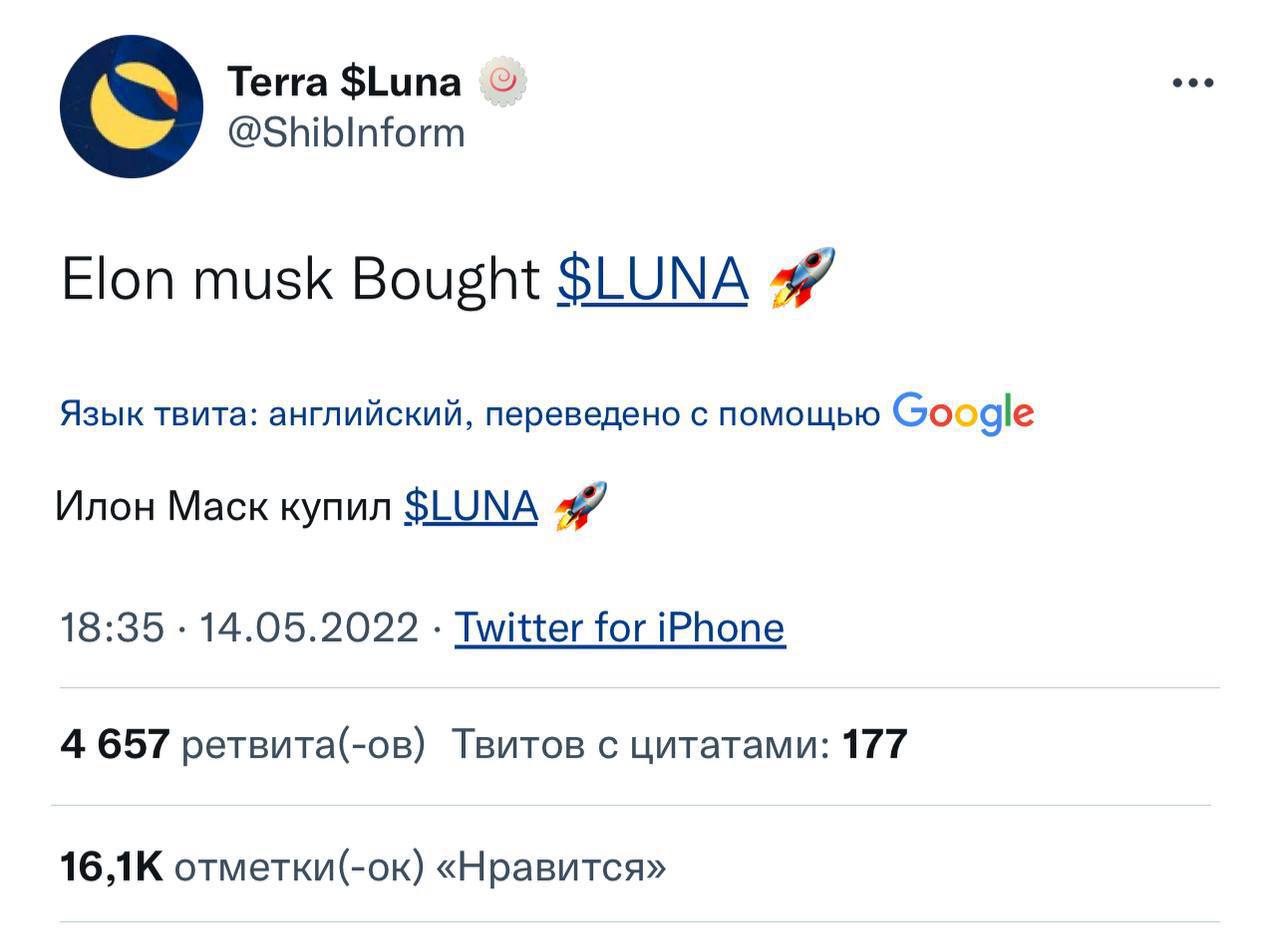 Terra $Luna 🍥
@ShibInform
Elon musk Bought $LUNA 🚀
Язык твита: английский, переведено с помощью Google
Илон Маск купил $LUNA 🚀
18:35 · 14.05.2022 · Twitter for iPhone
4 657 ретвита(-ов) Твитов с цитатами: 177
16,1K отметки(-ок) «Нравится»